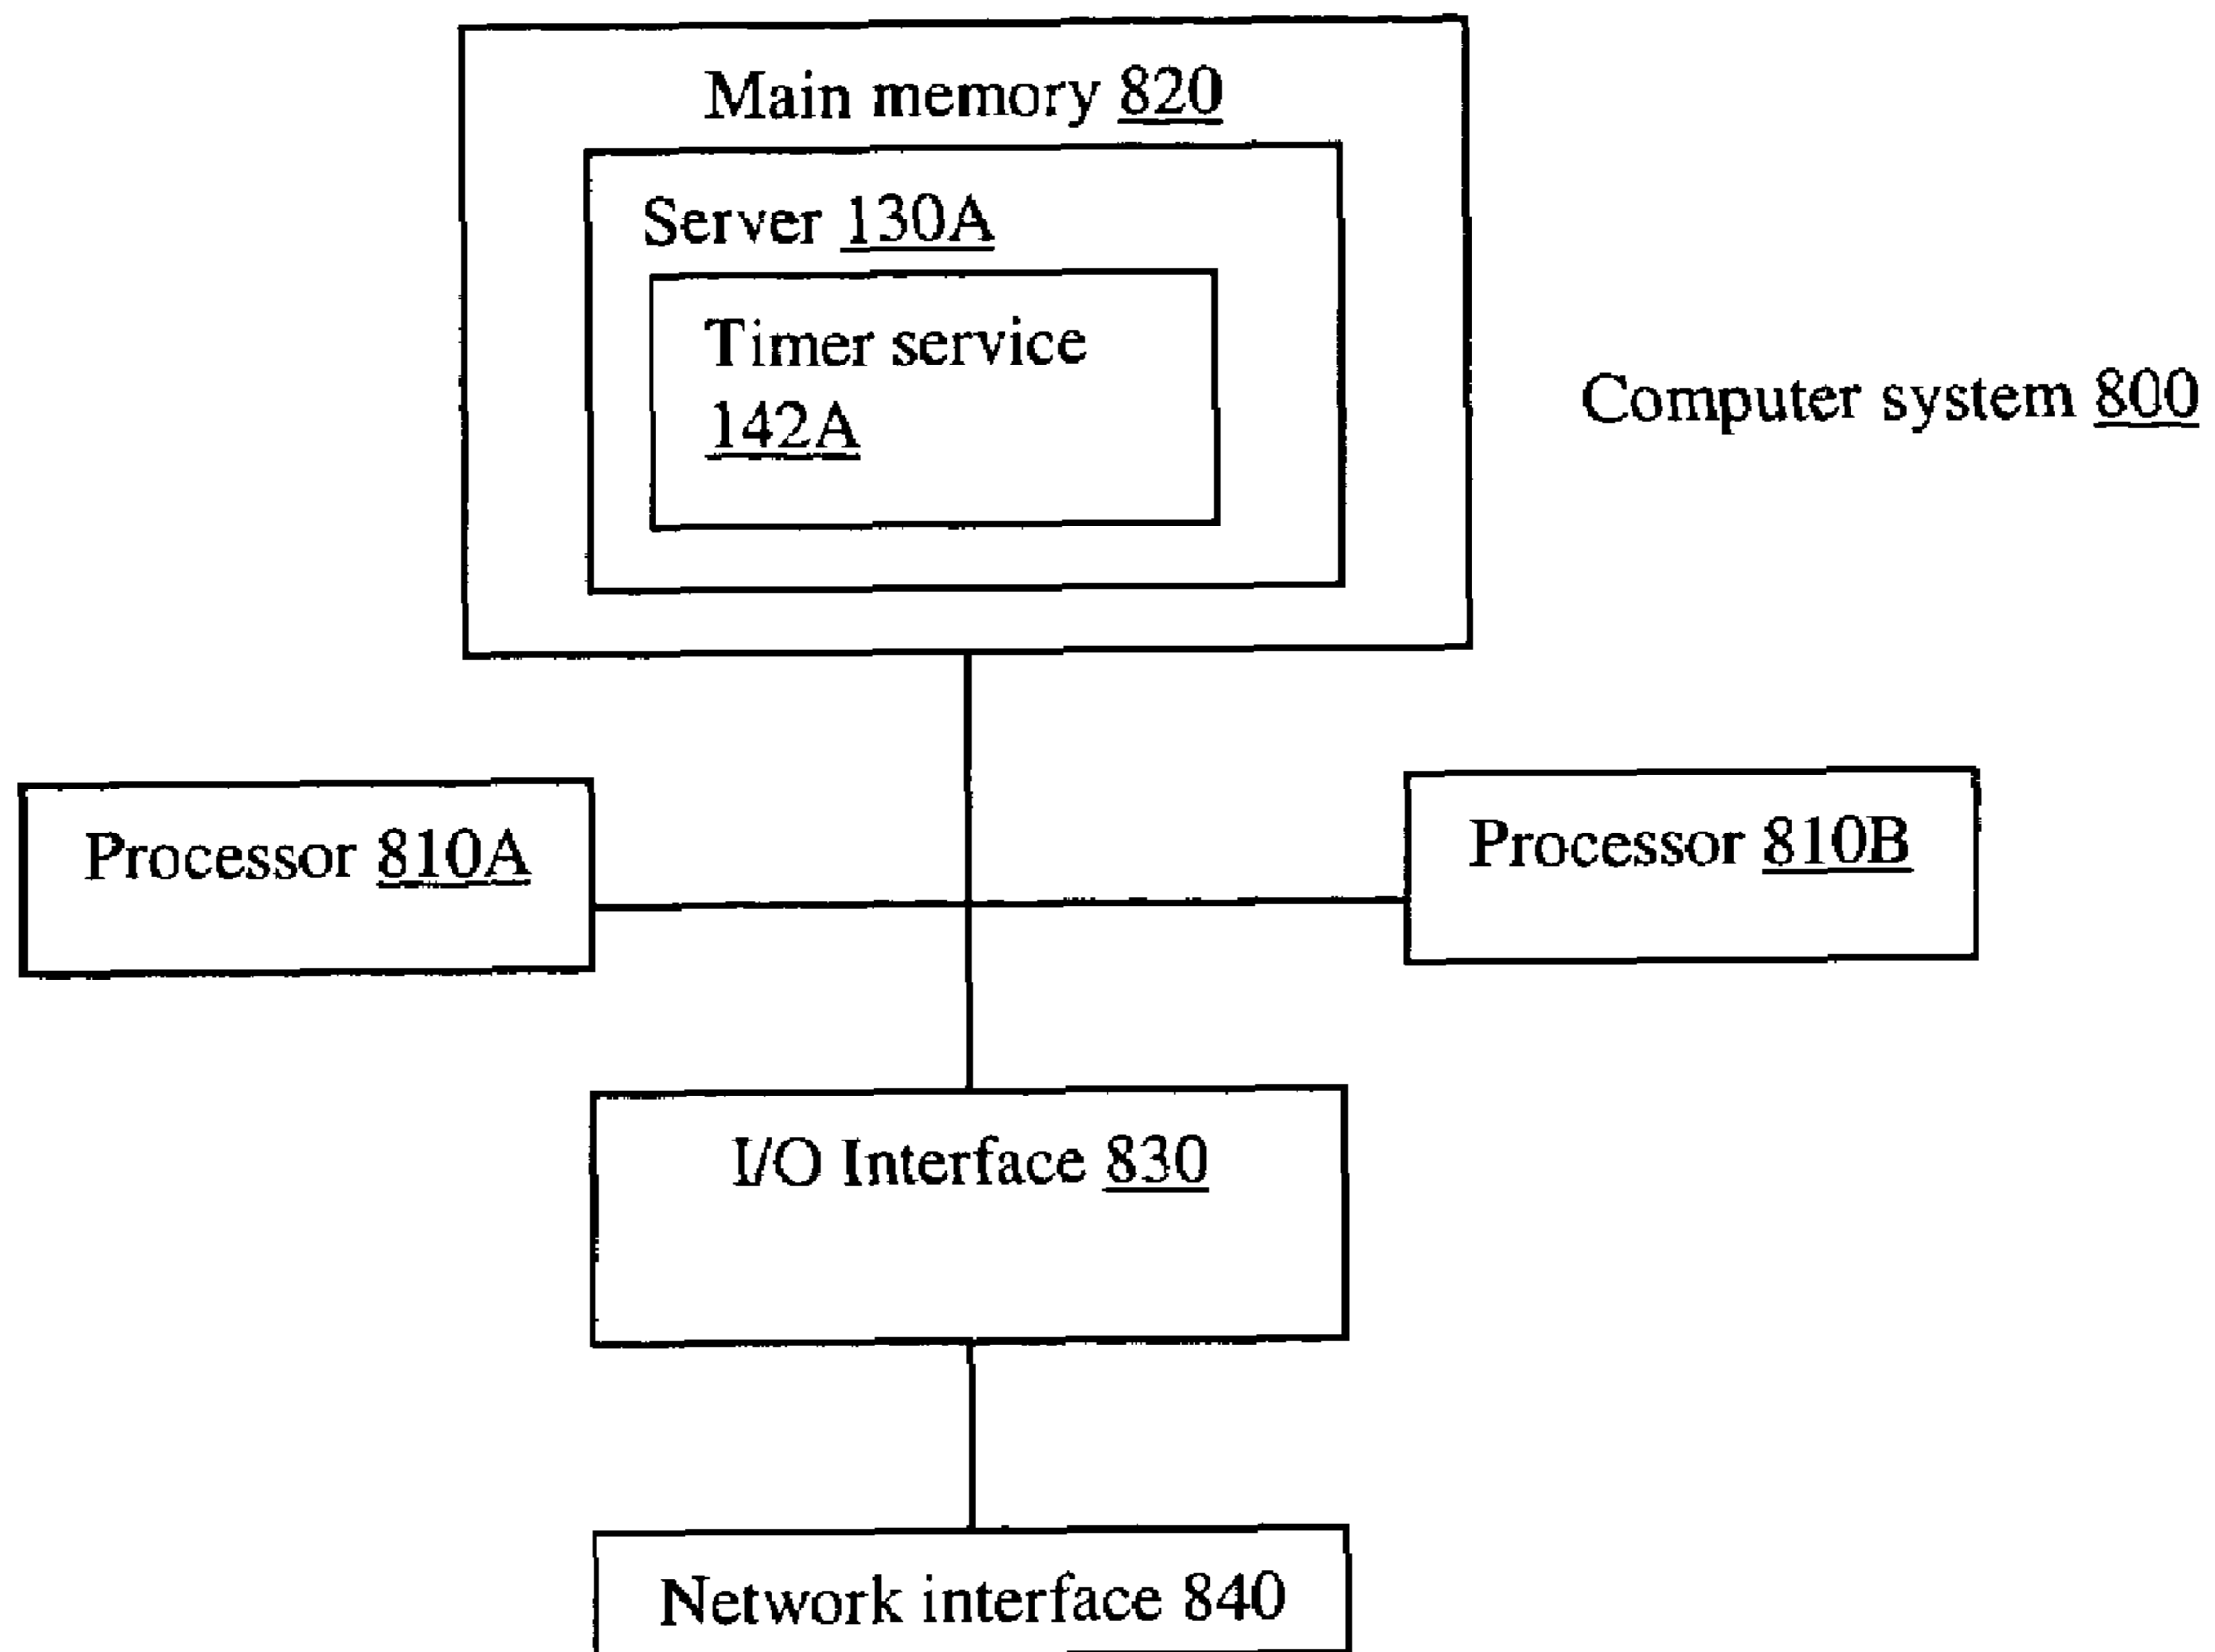 Main memory 820
Server 130A
Timer service
142A
Computer system 800
Processor 810A
Processor 810B
I/O Interface 830
Network interface 840